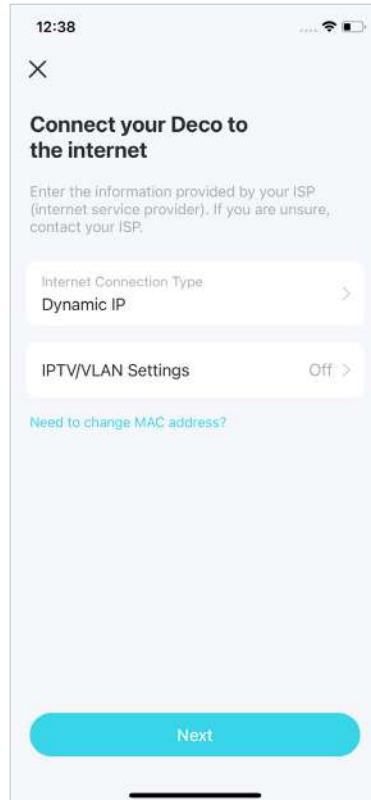 12:38
Connect your Deco to
the internet
Enter the information provided by your ISP
(internet service provider). If you are unsure,
contact your ISP.
Internet Connection Type
Dynamic IP
IPTV/VLAN Settings
Off
Need to change MAC address?
Next